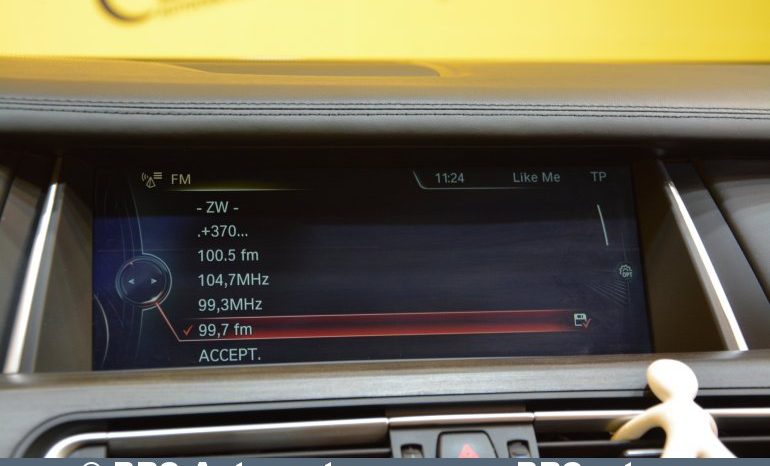 FM 11:24 Like Me TP
- ZW -
.+370...
100.5 fm
104,7MHz
99,3MHz
OPT
99,7 fm
ACCEPT.